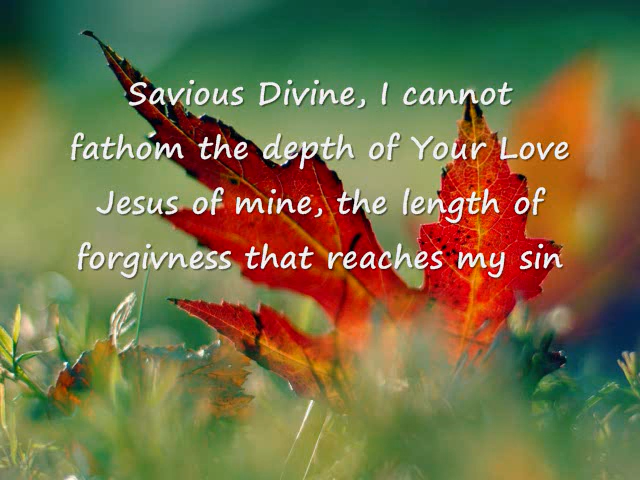 Savious Divine, I cannot
fathom the depth of Your Love
Jesus of mine, the length of
forgivness that reaches my sin